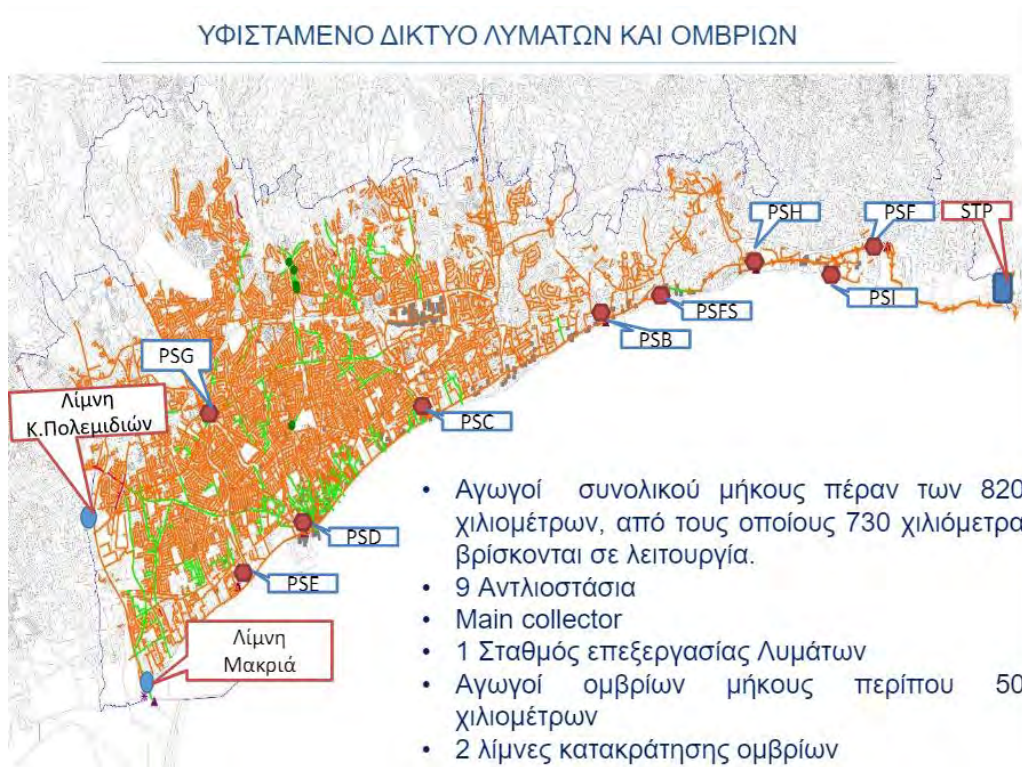 ΥΦΙΣΤΑΜΕΝΟ ΔΙΚΤΥΟ ΛΥΜΑΤΩΝ ΚΑΙ ΟΜΒΡΙΩΝ
PSH
PSF
STP
PSI
PSFS
PSB
PSG
Λίμνη
Κ.Πολεμιδιών
PSC
PSD
PSE
Λίμνη
Μακριά
• Αγωγοί συνολικού μήκους πέραν των 820
χιλιομέτρων, από τους οποίους 730 χιλιόμετρα
βρίσκονται σε λειτουργία.
• 9 Αντλιοστάσια
• Main collector
• 1 Σταθμός επεξεργασίας Λυμάτων
• Αγωγοί ομβρίων μήκους περίπου 50
χιλιομέτρων
• 2 λίμνες κατακράτησης ομβρίων